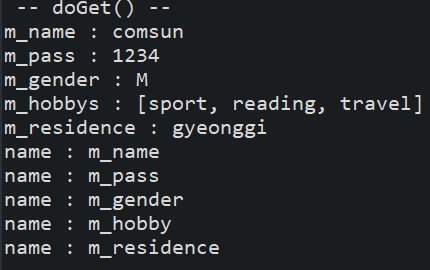 -- doGet() --
m_name : comsun
m_pass : 1234
m_gender : M
m_hobbys : [sport, reading, travel]
m_residence : gyeonggi
name : m_name
name : m_pass
name : m_gender
name : m_hobby
name : m_residence